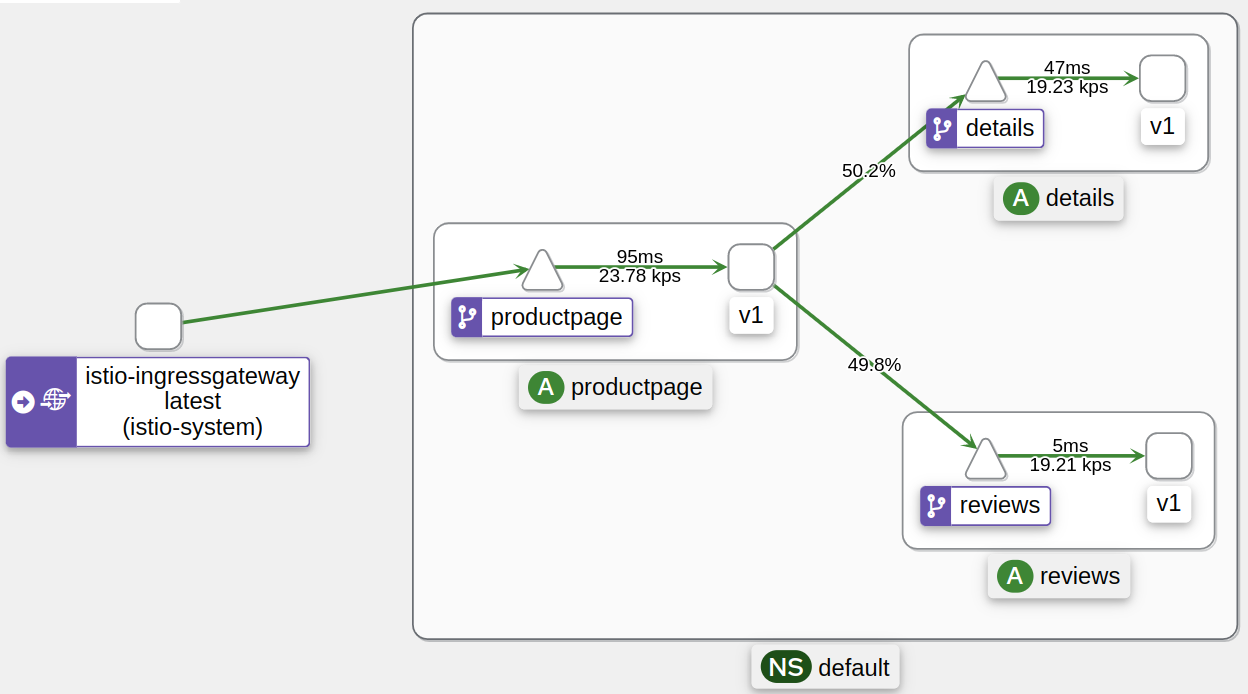 47ms
19.23 kps
details
v1
50.2%
A details
95ms
23.78 kps
productpage
v1
A productpage
istio-ingressgateway
latest
(istio-system)
49.8%
5ms
19.21 kps
reviews
v1
A reviews
NS default